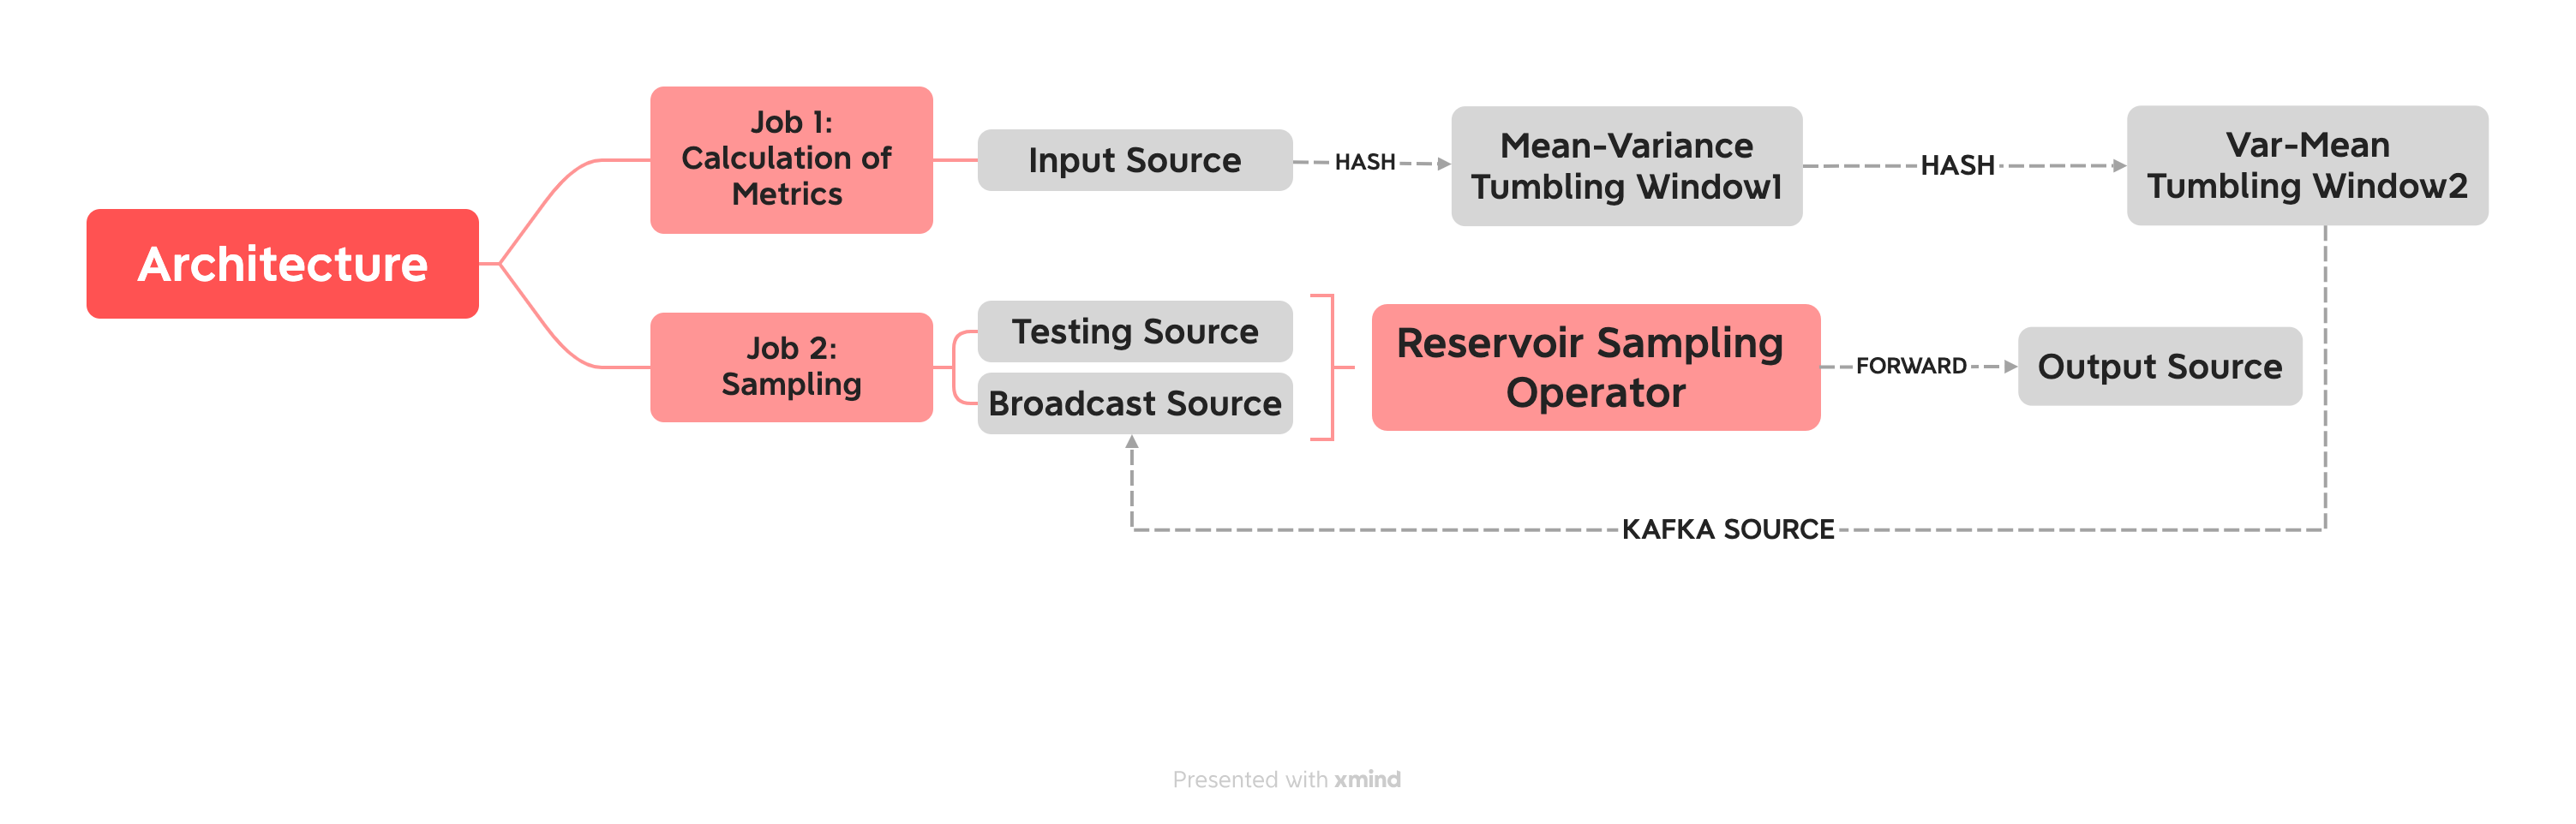 Architecture
Job 1:
Calculation of
Metrics
Input Source
HASH
Mean-Variance
Tumbling Window1
HASH
Var-Mean
Tumbling Window2
Job 2:
Sampling
Testing Source
Broadcast Source
Reservoir Sampling
Operator
FORWARD
Output Source
KAFKA SOURCE
Presented with xmind